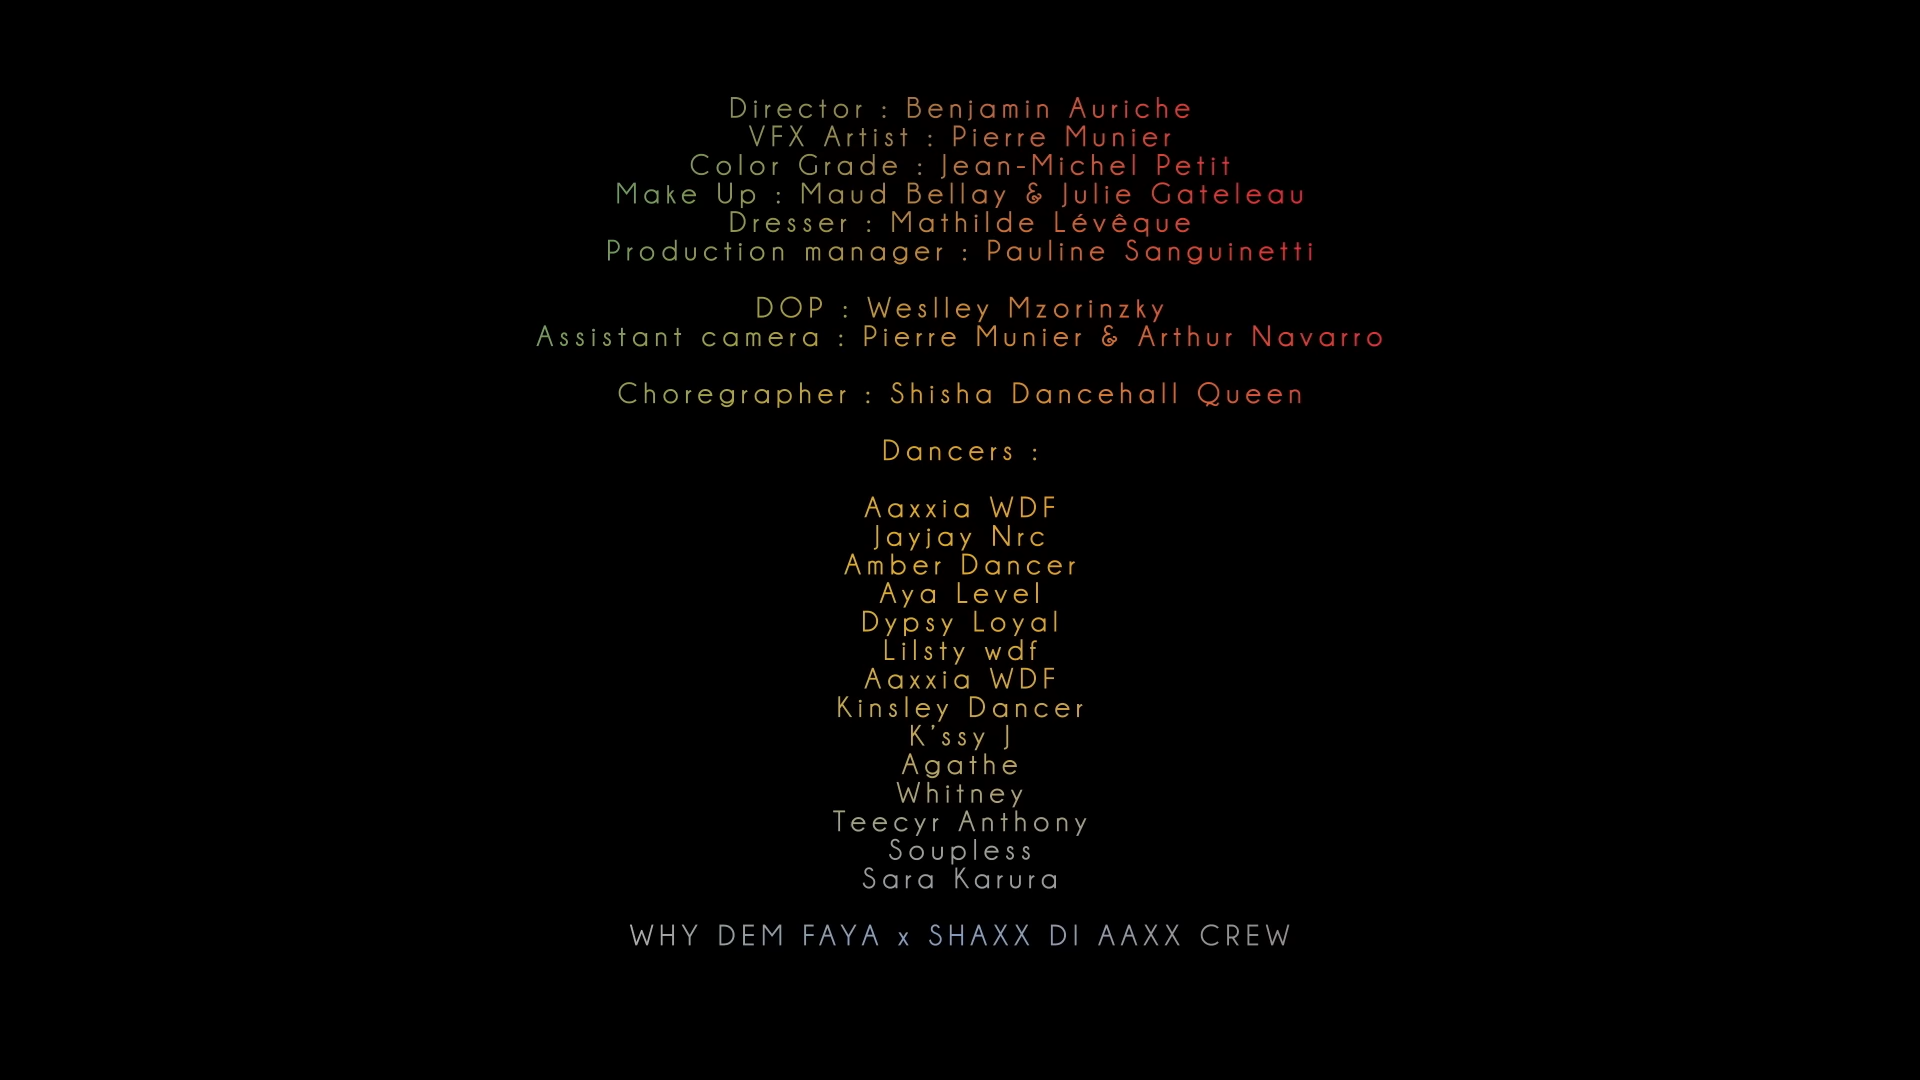 Director : Benjamin Auriche
VFX Artist : Pierre Munier
Color Grade : Jean-Michel Petit
Make Up : Maud Bellay & Julie Gateleau
Dresser : Mathilde Lévêque
Production manager : Pauline Sanguinetti
DOP : Weslley Mzorinzky
Assistant camera : Pierre Munier & Arthur Navarro
Choregrapher : Shisha Dancehall Queen
Dancers :
Aaxxia WDF
Jayjay Nrc
Amber Dancer
Aya Level
Dypsy Loyal
Lilsty wdf
Aaxxia WDF
Kinsley Dancer
K'ssy J
Agathe
Whitney
Teecyr Anthony
Soupless
Sara Karura
WHY DEM FAYA x SHAXX DI AAXX CREW